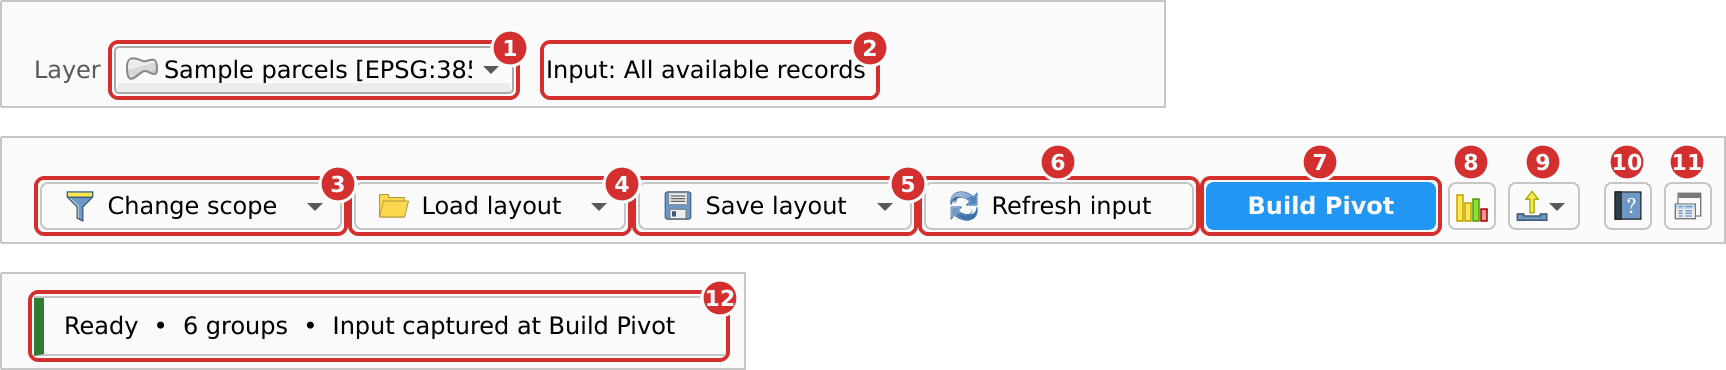 1 2
Layer Sample parcels [EPSG:385 Input: All available records
3 4 5 6 7 8 9 10 11
Change scope Load layout Save layout Refresh input Build Pivot ?
12
Ready • 6 groups • Input captured at Build Pivot